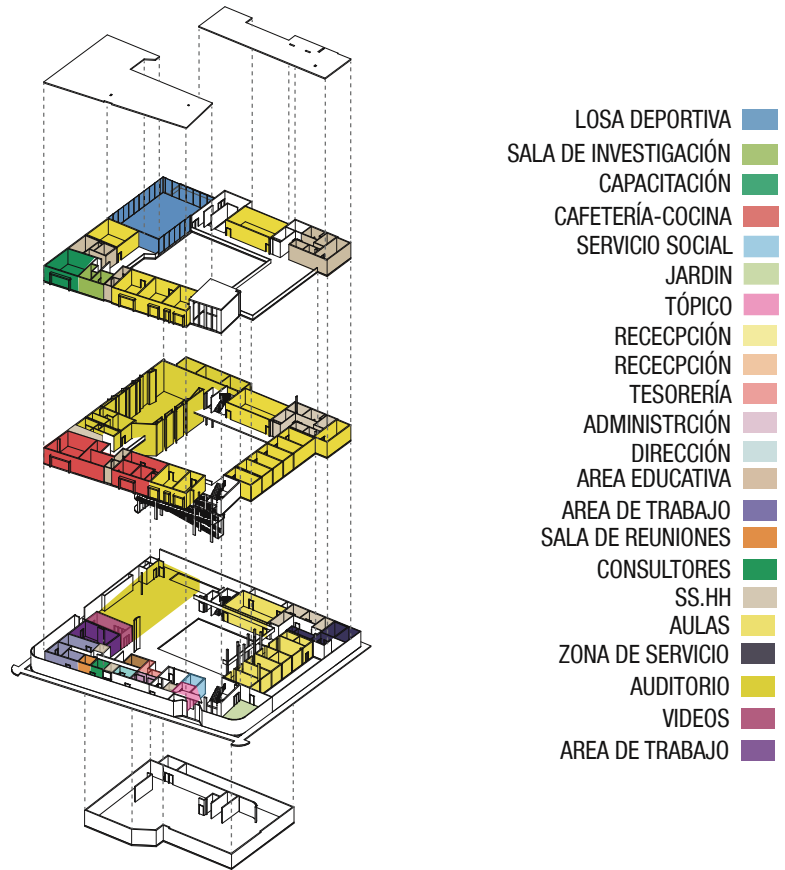 LOSA DEPORTIVA
SALA DE INVESTIGACIÓN
CAPACITACIÓN
CAFETERÍA-COCINA
SERVICIO SOCIAL
JARDIN
TÓPICO
RECECPCIÓN
RECECPCIÓN
TESORERÍA
ADMINISTRCIÓN
DIRECCIÓN
AREA EDUCATIVA
AREA DE TRABAJO
SALA DE REUNIONES
CONSULTORES
SS.HH
AULAS
ZONA DE SERVICIO
AUDITORIO
VIDEOS
AREA DE TRABAJO